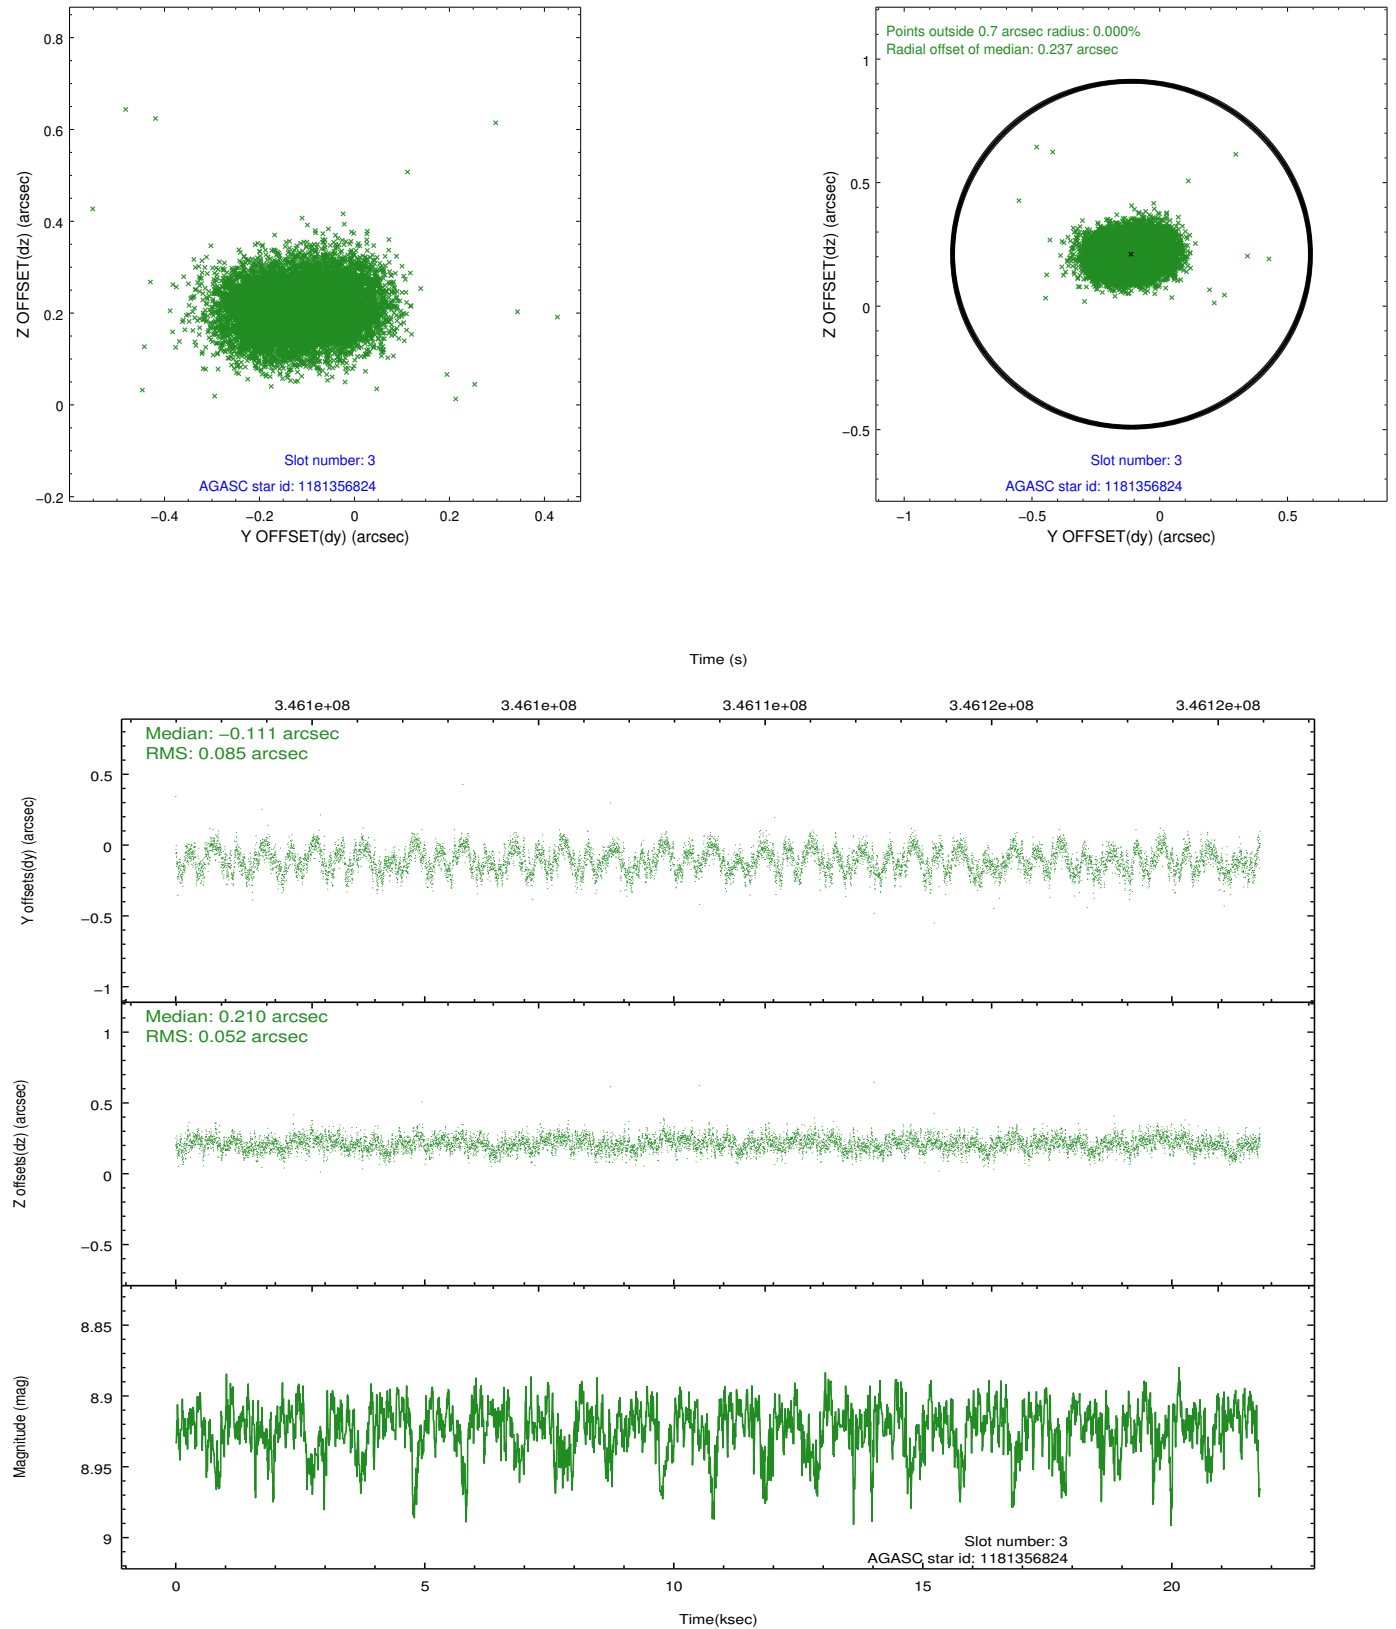 0.8
0.6
0.4
0.2
0
−0.2
−0.4
−0.2
0
0.2
0.4
Z OFFSET(dz) (arcsec)
Y OFFSET(dy) (arcsec)
Slot number: 3
AGASC star id: 1181356824
Points outside 0.7 arcsec radius: 0.000%
Radial offset of median: 0.237 arcsec
1
0.5
0
−0.5
−1
−0.5
0
0.5
Z OFFSET(dz) (arcsec)
Y OFFSET(dy) (arcsec)
Slot number: 3
AGASC star id: 1181356824
Time (s)
3.461e+08
3.461e+08
3.4611e+08
3.4612e+08
3.4612e+08
Median: −0.111 arcsec
RMS: 0.085 arcsec
0.5
0
−0.5
−1
Y offsets(dy) (arcsec)
Median: 0.210 arcsec
RMS: 0.052 arcsec
1
0.5
0
−0.5
Z offsets(dz) (arcsec)
8.85
8.9
8.95
9
Magnitude (mag)
Slot number: 3
AGASC star id: 1181356824
0
5
10
15
20
Time(ksec)